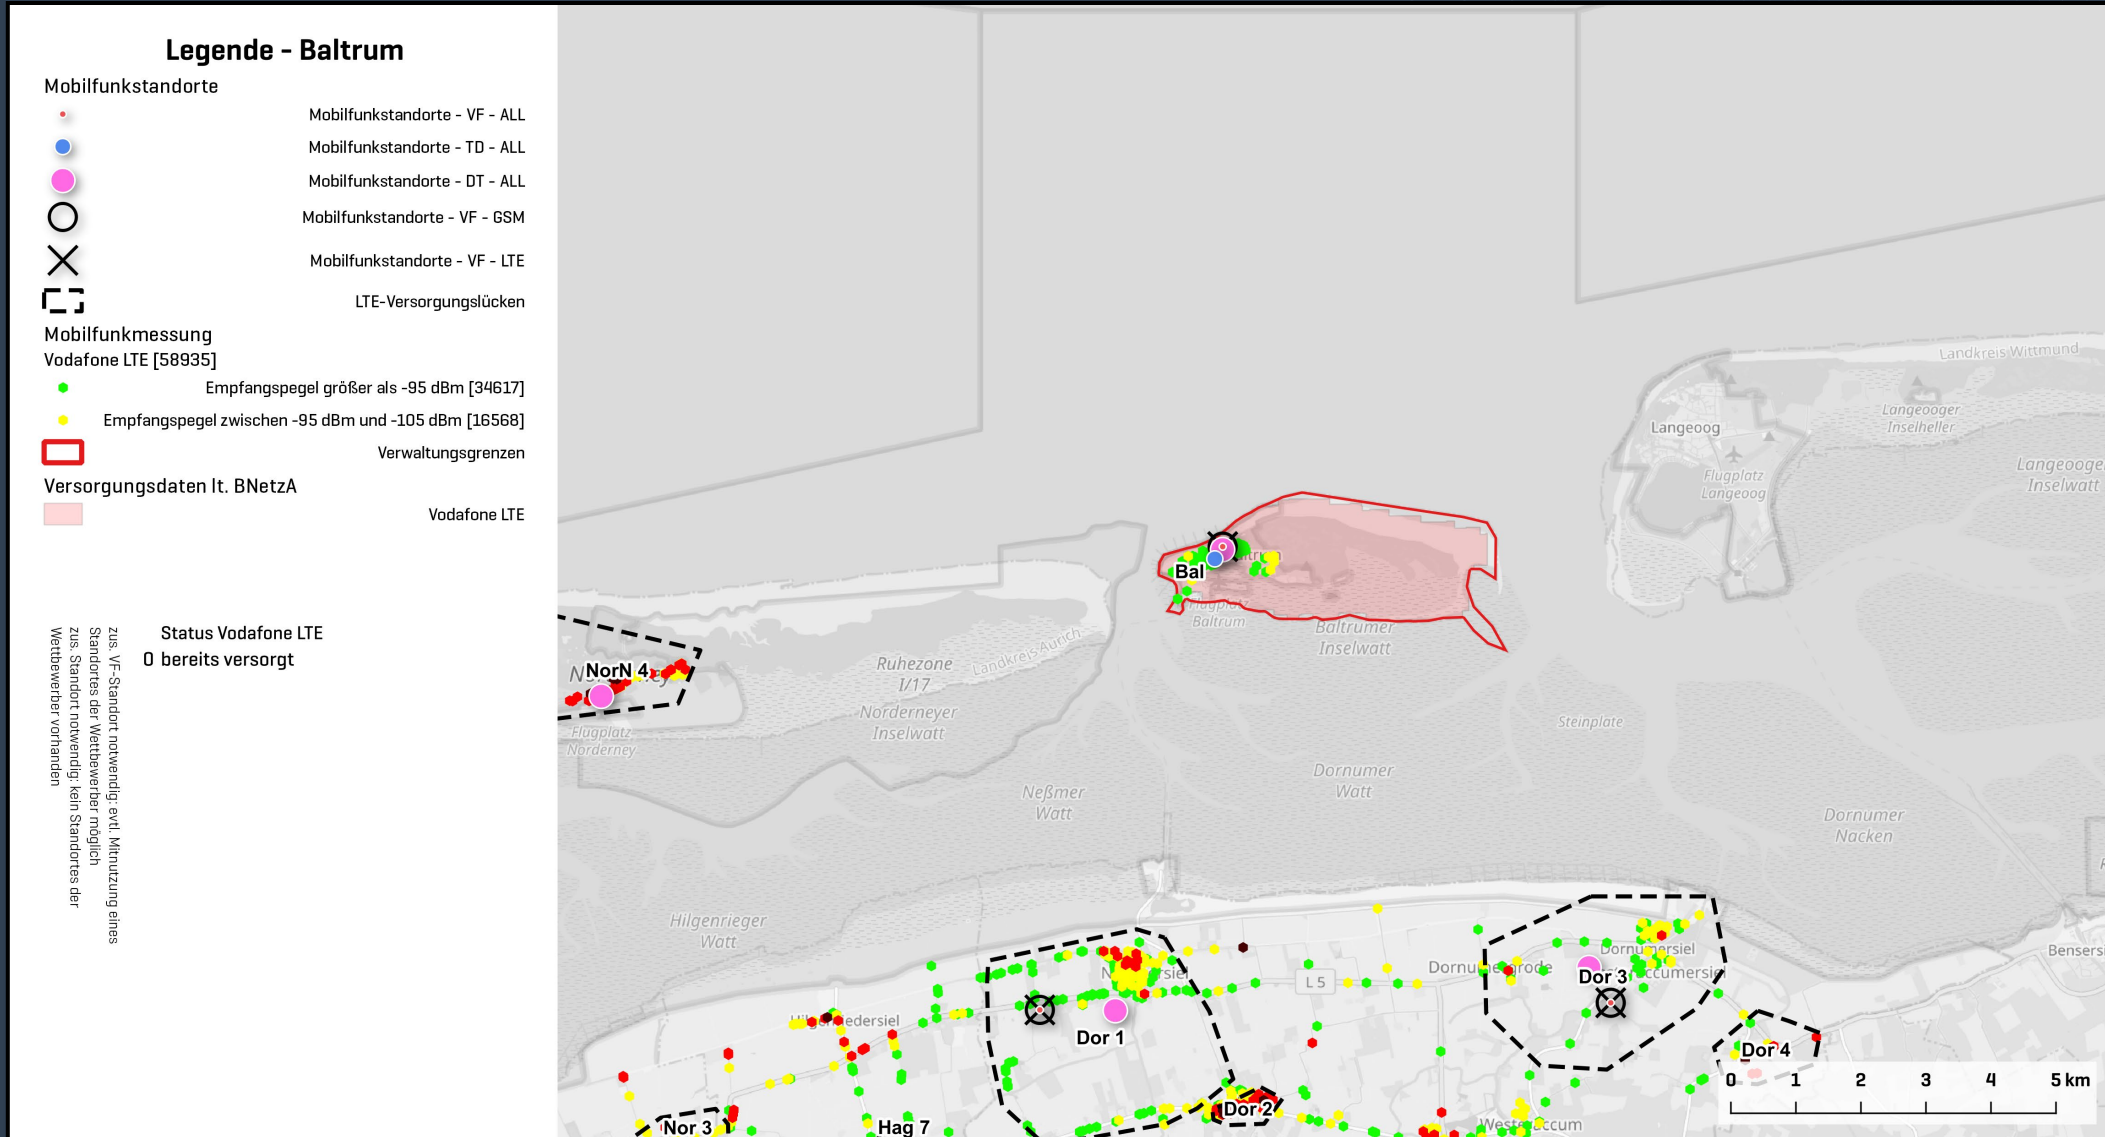 Legende - Baltrum
Mobilfunkstandorte
Mobilfunkstandorte - VF - ALL
Mobilfunkstandorte - TD - ALL
Mobilfunkstandorte - DT - ALL
Mobilfunkstandorte - VF - GSM
Mobilfunkstandorte - VF - LTE
LTE-Versorgungslücken
Mobilfunkmessung
Vodafone LTE [58935]
Empfangspegel größer als -95 dBm [34617]
Empfangspegel zwischen -95 dBm und -105 dBm [16568]
Verwaltungsgrenzen
Versorgungsdaten lt. BNetzA
Vodafone LTE
Status Vodafone LTE
0 bereits versorgt
zus. VF-Standort notwendig: evtl. Mitnutzung eines
Standortes der Wettbewerber möglich
zus. Standort notwendig: kein Standortes der
Wettbewerber vorhanden
Landkreis Wittmund
Langeooger
Inselheller
Langeoog
Langeooger
Inselwatt
Flugplatz
Langeoog
Bal
Flugplatz
Baltrum
Baltrumer
Inselwatt
Landkreis Aurich
Ruhezone
I/17
NorN 4
Norderneyer
Inselwatt
Flugplatz
Norderney
Steinplate
Dornumer
Watt
Neßmer
Watt
Dornumer
Nacken
Hilgenrieger
Watt
Dornumersiel
Bensersi
L 5
Dor 3
Dor 1
Dor 4
Dor 2
Nor 3
Hag 7
0 1 2 3 4 5 km